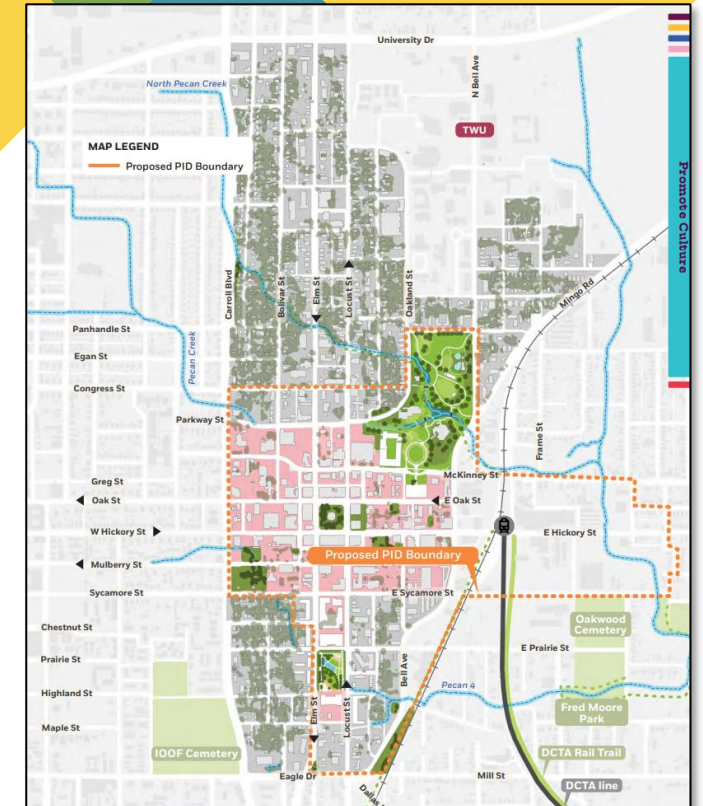 University Dr
North Pecan Creek
N Bell Ave
TWU
MAP LEGEND
Proposed PID Boundary
Promote Culture
Carroll Blvd
Bolivar St
Elm St
Locust St
Oakland St
Mingo Rd
Panhandle St
Egan St
Congress St
Pecan Creek
Parkway St
Frame St
McKinney St
Greg St
Oak St
E Oak St
W Hickory St
E Hickory St
Proposed PID Boundary
Mulberry St
Sycamore St
E Sycamore St
Oakwood
Cemetery
Chestnut St
E Prairie St
Prairie St
Bell Ave
Pecan 4
Highland St
Elm St
Locust St
Fred Moore
Park
Maple St
IOOF Cemetery
DCTA Rail Trail
Eagle Dr
Mill St
DCTA line
Dallas